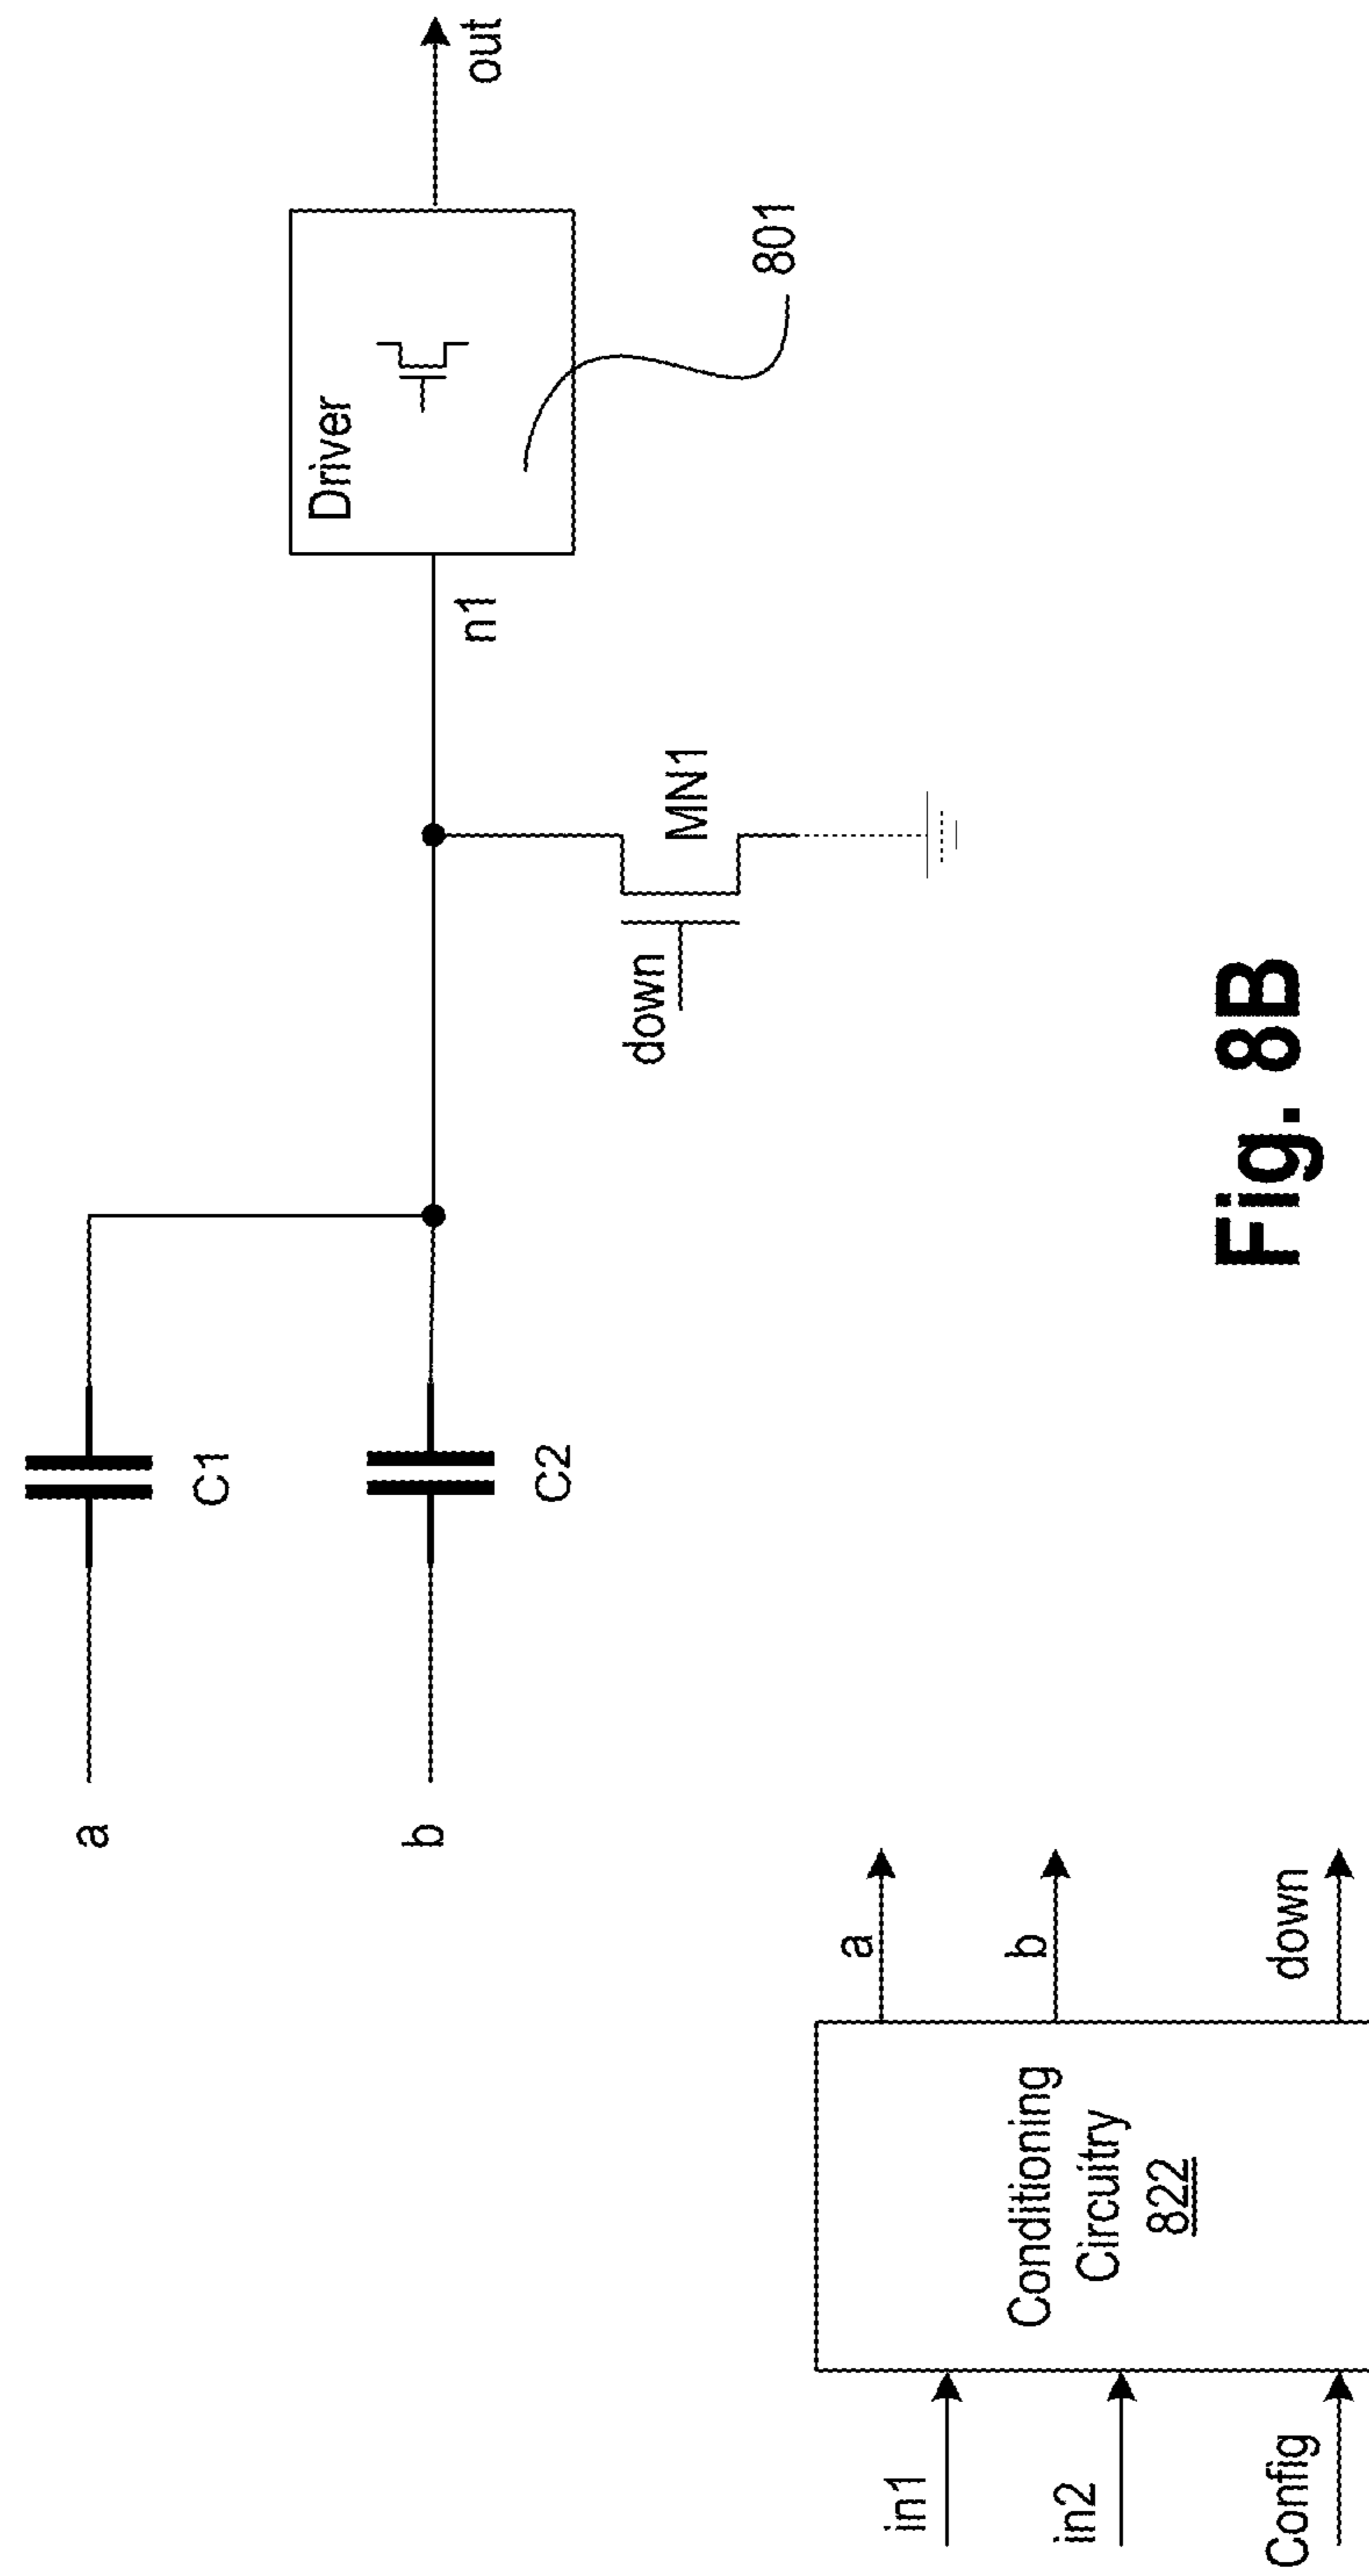 a
C1
b
C2
Driver
n1
out
801
down
MN1
in1
in2
Config
Conditioning
Circuitry
822
a
b
down
Fig. 8B